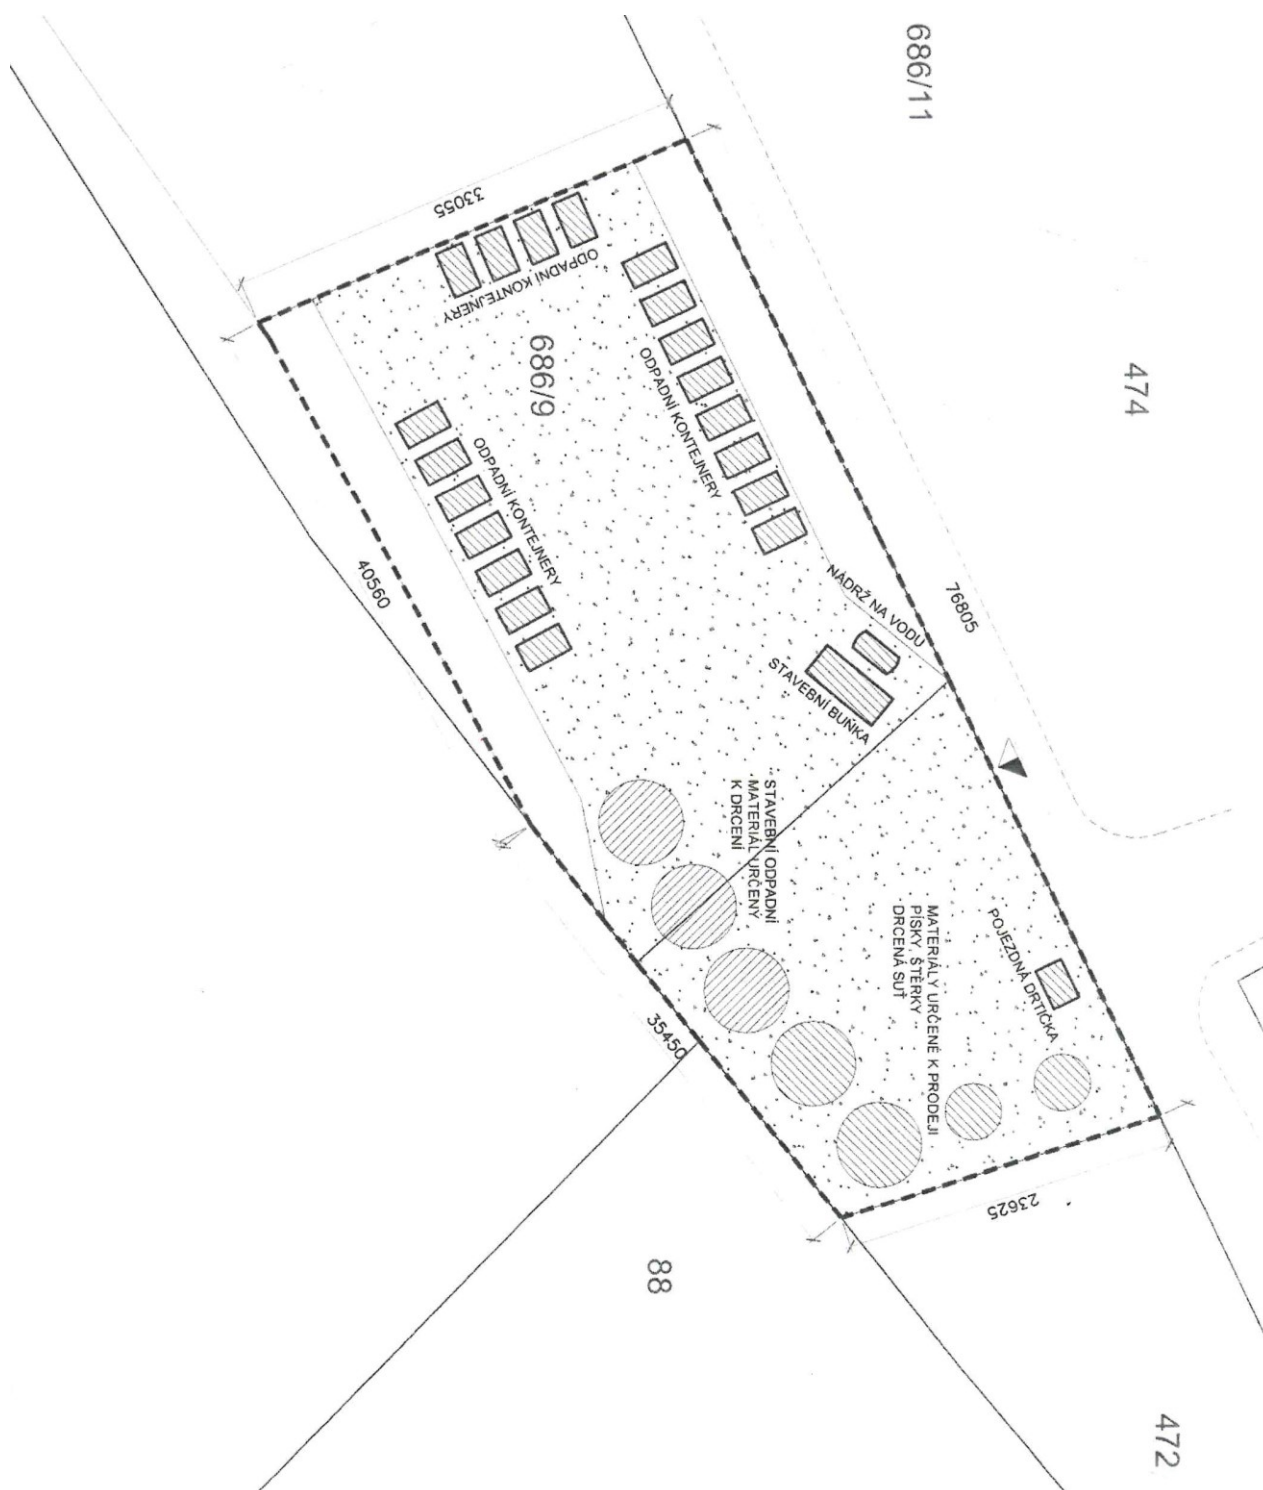 686/11
33055
ODPADNÍ KONTEJNERY
686/9
474
ODPADNÍ KONTEJNERY
ODPADNÍ KONTEJNERY
40560
NÁDRŽ NA VODU
76805
STAVEBNÍ BUŇKA
STAVEBNÍ ODPADNÍ
MATERIÁL URČENÝ
K DRCENÍ
MATERIÁLY URČENÉ K PRODEJI
PÍSKY, ŠTĚRKY
DRCENÁ SUŤ
POJEZDNÁ DRTIČKA
35450
23625
88
472